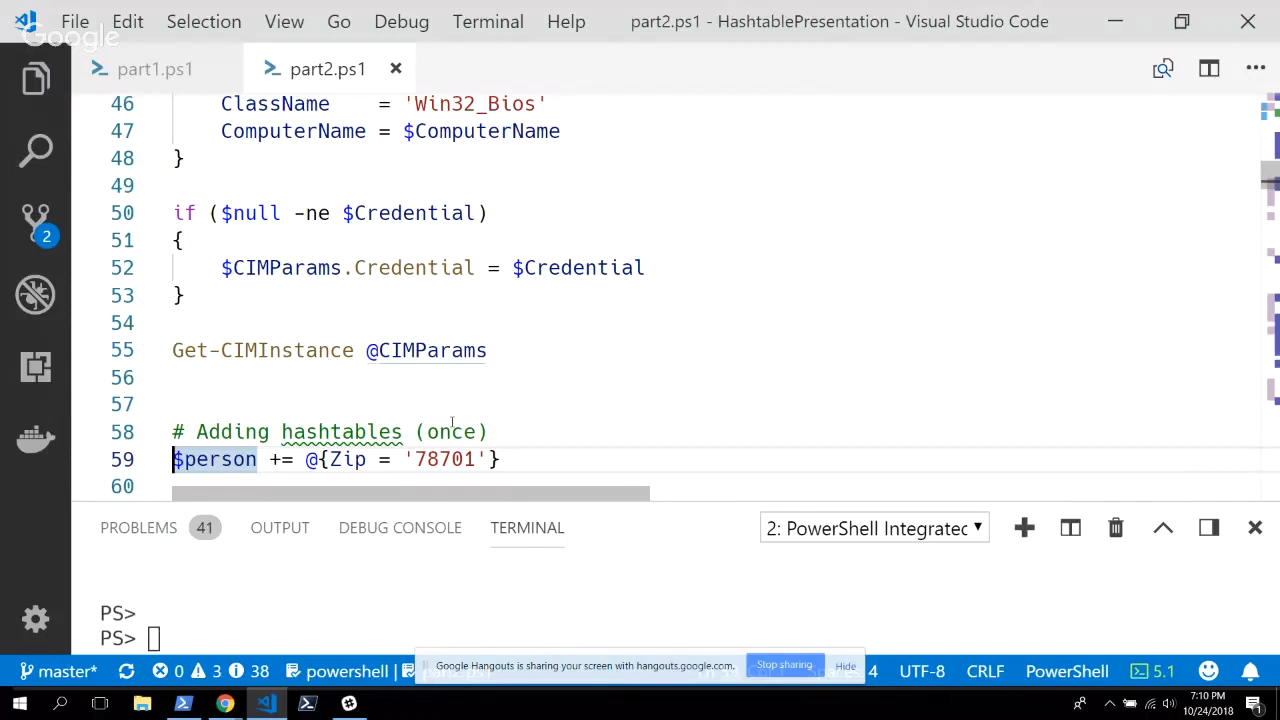 File Edit Selection View Go Debug Terminal Help part2.ps1 - HashtablePresentation - Visual Studio Code
Google
part1.ps1 part2.ps1
46 ClassName = 'Win32_Bios'
47 ComputerName = $ComputerName
48 }
49
50 if ($null -ne $Credential)
51 {
52 $CIMParams.Credential = $Credential
53 }
54
55 Get-CIMInstance @CIMParams
56
57
58 # Adding hashtables (once)
59 $person += @{Zip = '78701'}
60
2
PROBLEMS 41 OUTPUT DEBUG CONSOLE TERMINAL 2: PowerShell Integratec
PS>
PS>
master* 0 3 38 powershell Google Hangouts is sharing your screen with hangouts.google.com. Stop sharing Hide 4 UTF-8 CRLF PowerShell 5.1
7:10 PM
10/24/2018
1